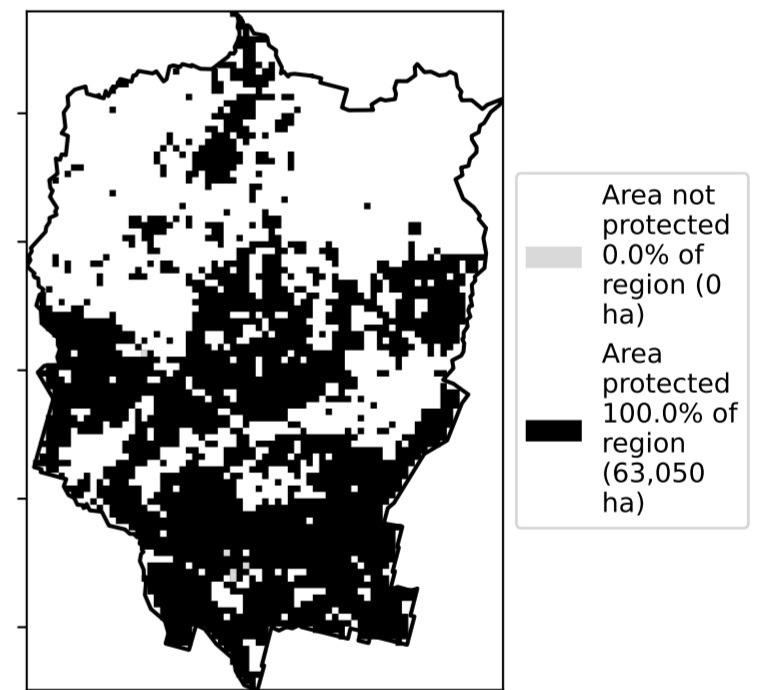 Area not
protected
0.0% of
region (0
ha)
Area
protected
100.0% of
region
(63,050
ha)